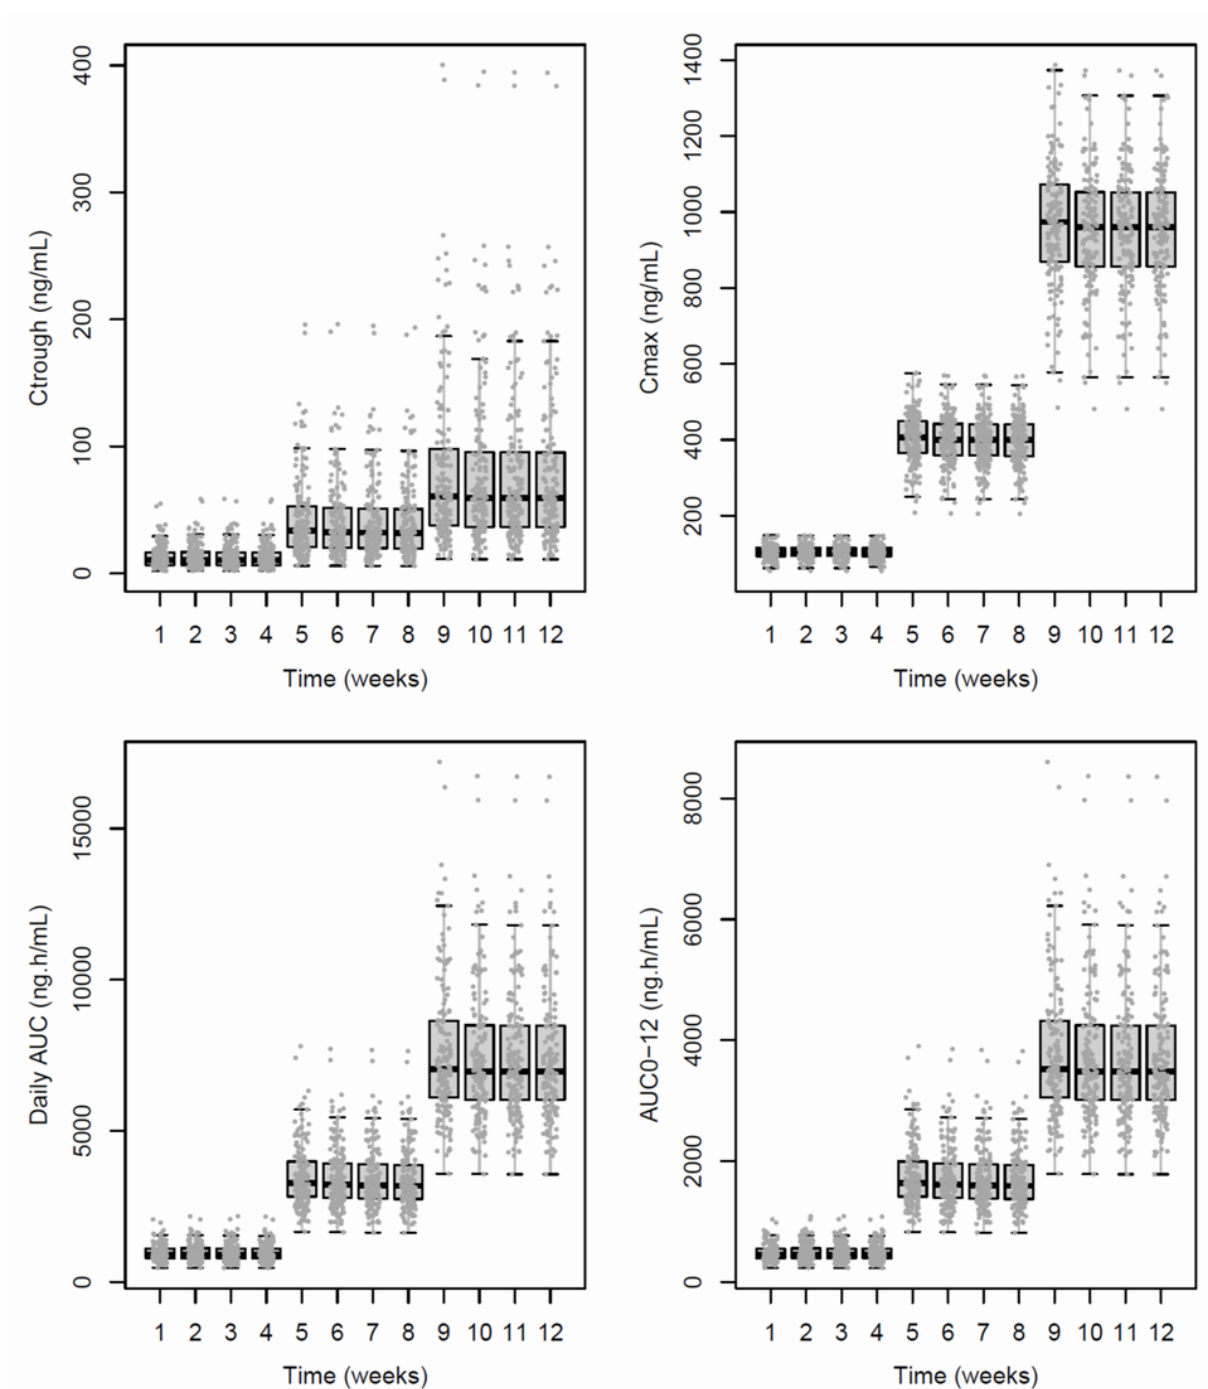 Ctrough (ng/mL)
400
300
200
100
0
1 2 3 4 5 6 7 8 9 10 11 12
Time (weeks)
Cmax (ng/mL)
1400
1200
1000
800
600
400
200
1 2 3 4 5 6 7 8 9 10 11 12
Time (weeks)
Daily AUC (ng.h/mL)
15000
10000
5000
0
1 2 3 4 5 6 7 8 9 10 11 12
Time (weeks)
AUC0−12 (ng.h/mL)
8000
6000
4000
2000
0
1 2 3 4 5 6 7 8 9 10 11 12
Time (weeks)